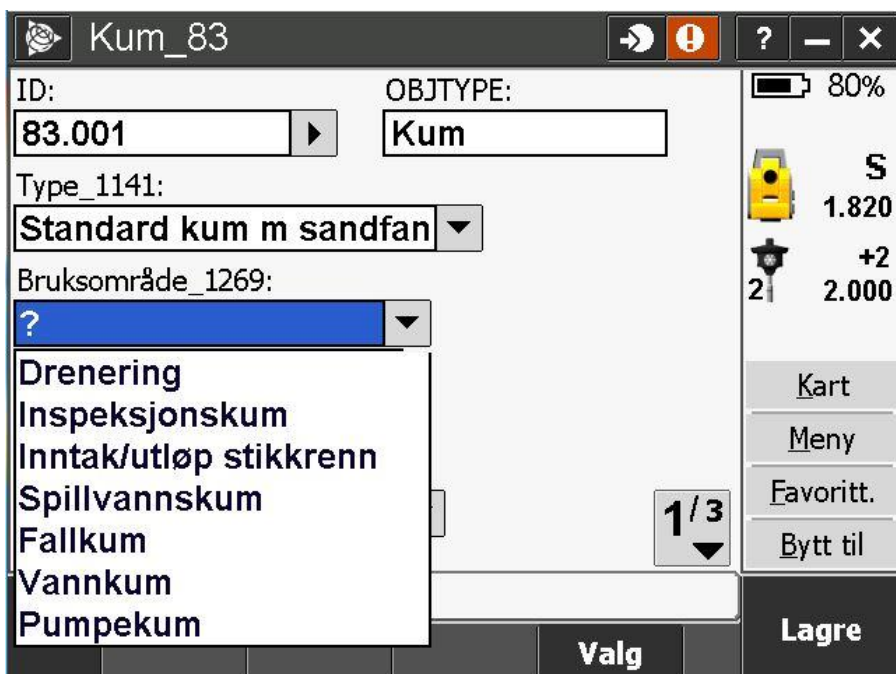 Kum_83
?
ID:
OBJTYPE:
80%
83.001
Kum
S
1.820
Type_1141:
Standard kum m sandfan
+2
2
2.000
Bruksområde_1269:
?
Drenering
Inspeksjonskum
Inntak/utløp stikkrenn
Spillvannskum
Fallkum
Vannkum
Pumpekum
1/3
Kart
Meny
Favoritt.
Bytt til
Valg
Lagre